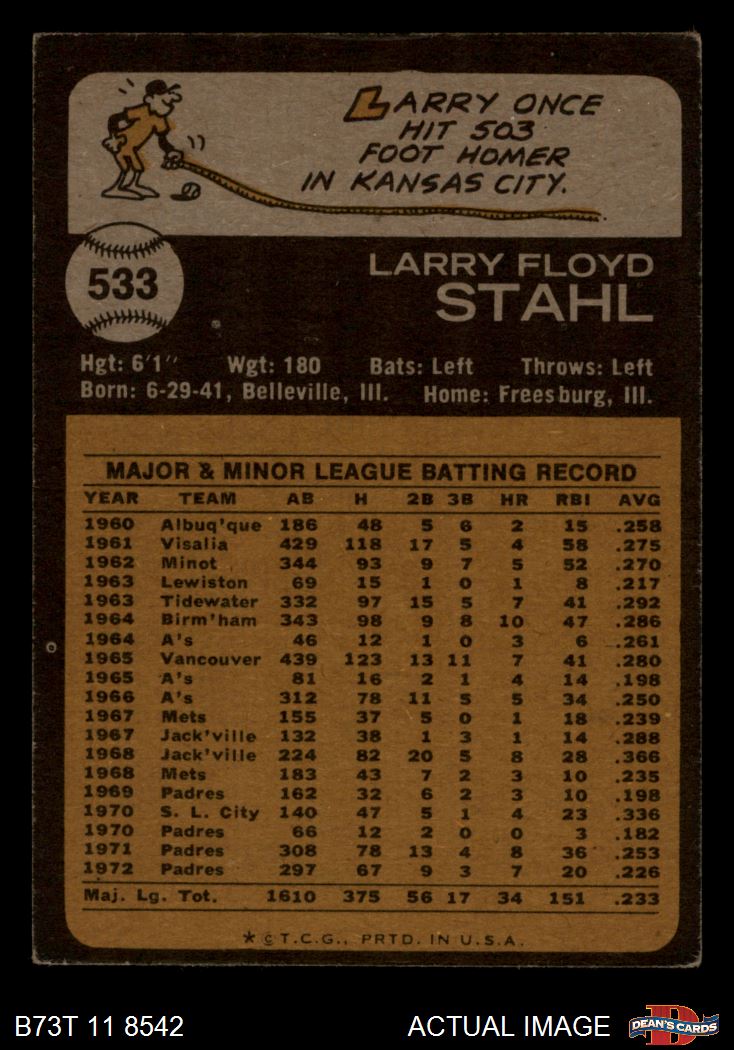 LARRY ONCE
HIT 503
FOOT HOMER
IN KANSAS CITY.
533
LARRY FLOYD
STAHL
Hgt: 6'1" Wgt: 180 Bats: Left Throws: Left
Born: 6-29-41, Belleville, Ill. Home: Freesburg, Ill.
MAJOR & MINOR LEAGUE BATTING RECORD
YEAR TEAM AB H 2B 3B HR RBI AVG
1960 Albuq'que 186 48 5 6 2 15 .258
1961 Visalia 429 118 17 5 4 58 .275
1962 Minot 344 93 9 7 5 52 .270
1963 Lewiston 69 15 1 0 1 8 .217
1963 Tidewater 332 97 15 5 7 41 .292
1964 Birm'ham 343 98 9 8 10 47 .286
1964 A's 46 12 1 0 3 6 .261
1965 Vancouver 439 123 13 11 7 41 .280
1965 A's 81 16 2 1 4 14 .198
1966 A's 312 78 11 5 5 34 .250
1967 Mets 155 37 5 0 1 18 .239
1967 Jack'ville 132 38 1 3 1 14 .288
1968 Jack'ville 224 82 20 5 8 28 .366
1968 Mets 183 43 7 2 3 10 .235
1969 Padres 162 32 6 2 3 10 .198
1970 S. L. City 140 47 5 1 4 23 .336
1970 Padres 66 12 2 0 0 3 .182
1971 Padres 308 78 13 4 8 36 .253
1972 Padres 297 67 9 3 7 20 .226
Maj. Lg. Tot. 1610 375 56 17 34 151 .233
* © T.C.G., PRTD. IN U.S.A.
B73T 11 8542 ACTUAL IMAGE D DEAN'S CARDS